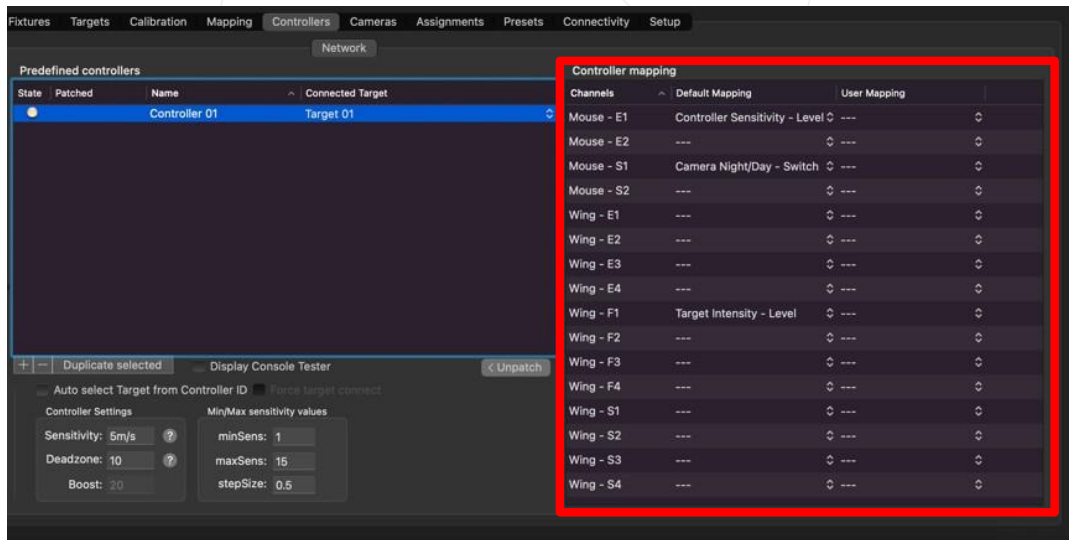 Fixtures Targets Calibration Mapping Controllers Cameras Assignments Presets Connectivity Setup
Network
Predefined controllers
State Patched Name Connected Target
Controller 01 Target 01
+ − Duplicate selected Display Console Tester < Unpatch
Auto select Target from Controller ID Force target connect
Controller Settings
Sensitivity: 5m/s ?
Deadzone: 10 ?
Boost: 20
Min/Max sensitivity values
minSens: 1
maxSens: 15
stepSize: 0.5
Controller mapping
Channels Default Mapping User Mapping
Mouse - E1 Controller Sensitivity - Level ---
Mouse - E2 --- ---
Mouse - S1 Camera Night/Day - Switch ---
Mouse - S2 --- ---
Wing - E1 --- ---
Wing - E2 --- ---
Wing - E3 --- ---
Wing - E4 --- ---
Wing - F1 Target Intensity - Level ---
Wing - F2 --- ---
Wing - F3 --- ---
Wing - F4 --- ---
Wing - S1 --- ---
Wing - S2 --- ---
Wing - S3 --- ---
Wing - S4 --- ---